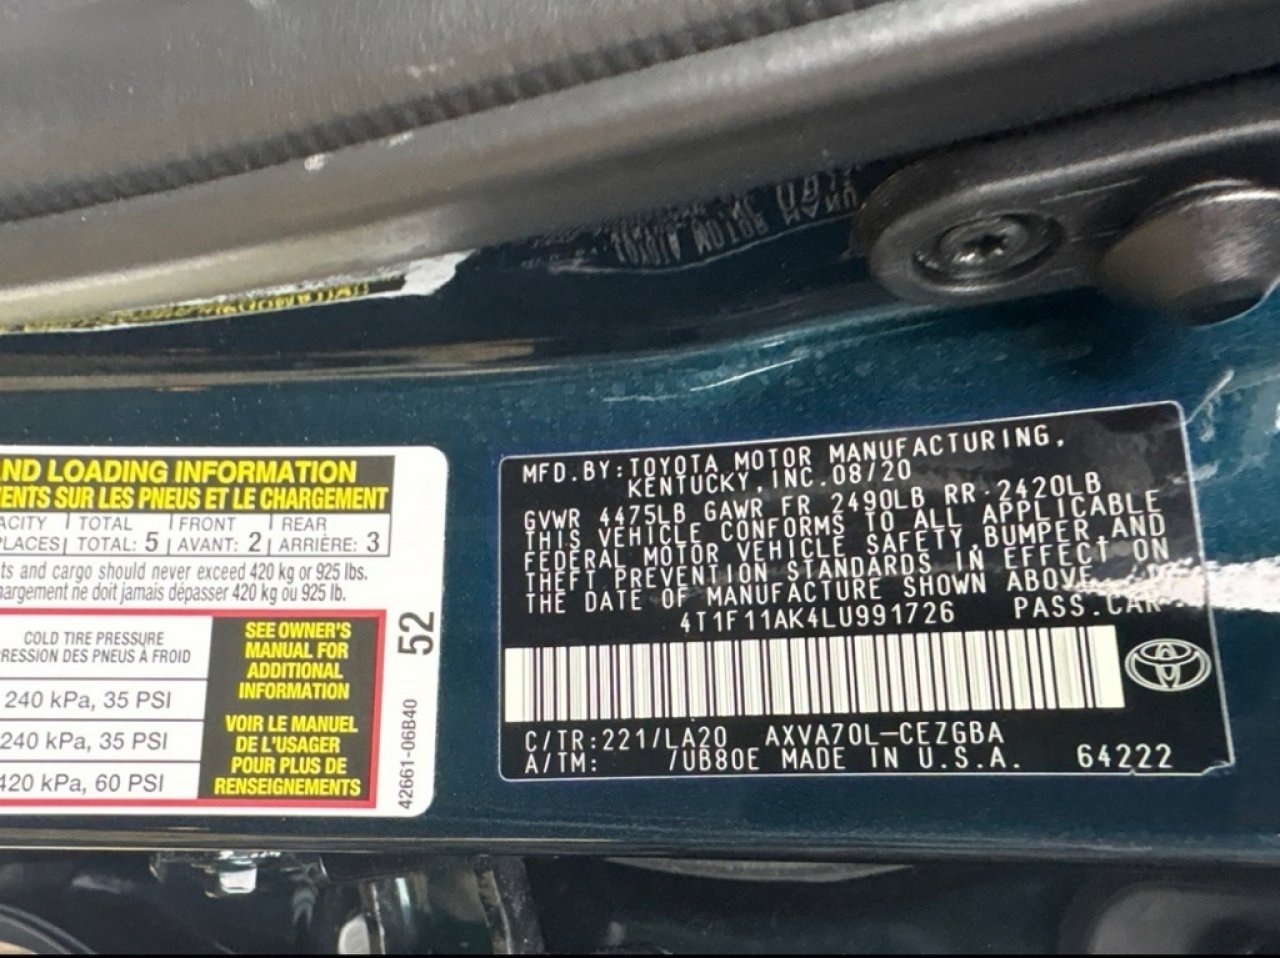 ND LOADING INFORMATION
ENTS SUR LES PNEUS ET LE CHARGEMENT
ACITY TOTAL FRONT REAR
PLACES TOTAL: 5 AVANT: 2 ARRIÈRE: 3
ts and cargo should never exceed 420 kg or 925 lbs.
hargement ne doit jamais dépasser 420 kg ou 925 lb.
COLD TIRE PRESSURE
RESSION DES PNEUS À FROID
240 kPa, 35 PSI
240 kPa, 35 PSI
420 kPa, 60 PSI
SEE OWNER'S
MANUAL FOR
ADDITIONAL
INFORMATION
VOIR LE MANUEL
DE L'USAGER
POUR PLUS DE
RENSEIGNEMENTS
52
42661-06B40
MFD. BY: TOYOTA MOTOR MANUFACTURING,
KENTUCKY, INC. 08/20
GVWR 4475LB GAWR FR 2490LB RR 2420LB
THIS VEHICLE CONFORMS TO ALL APPLICABLE
FEDERAL MOTOR VEHICLE SAFETY, BUMPER, AND
THEFT PREVENTION STANDARDS IN EFFECT ON
THE DATE OF MANUFACTURE SHOWN ABOVE.
4T1F11AK4LU991726 PASS. CAR
C/TR: 221/LA20 AXVA70L-CEZGBA
A/TM: /UB80E MADE IN U.S.A. 64222